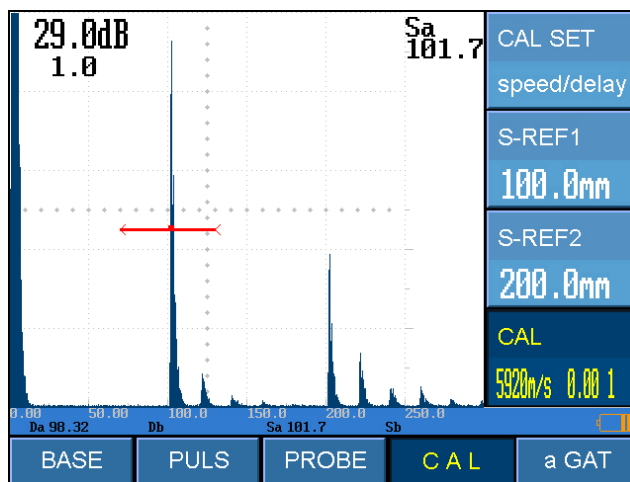 29.0dB
1.0
Sa
101.7
CAL SET
speed/delay
S-REF1
100.0mm
S-REF2
200.0mm
CAL
5920m/s 0.00 1
0.00 50.00 100.0 150.0 200.0 250.0
Da 98.32 Db Sa 101.7 Sb
BASE PULS PROBE C A L a GAT